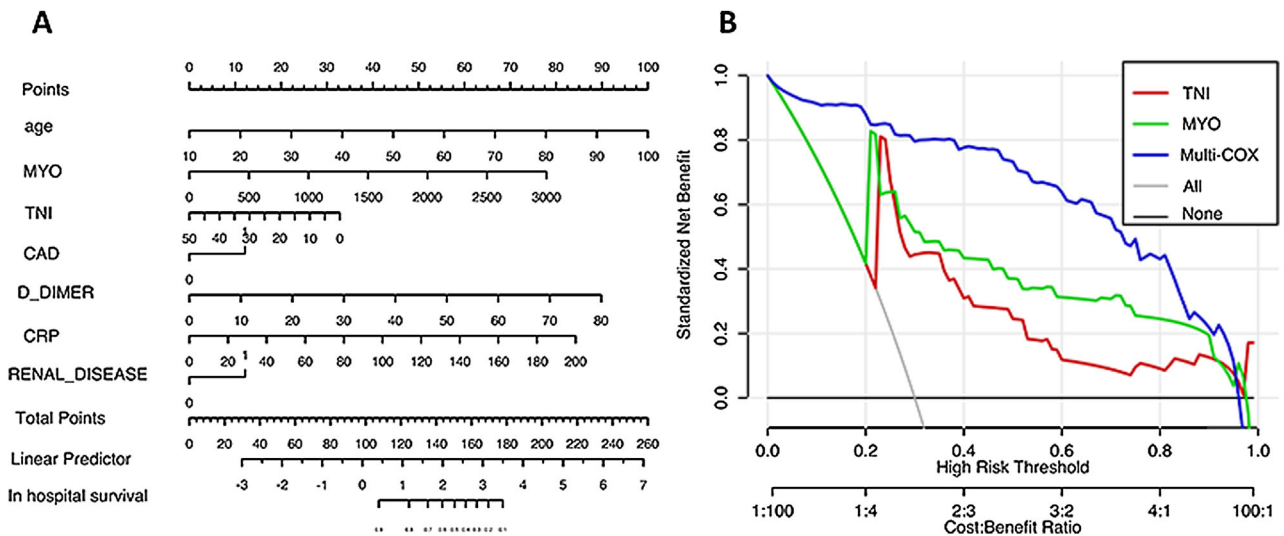 A
0 10 20 30 40 50 60 70 80 90 100
Points
age
10 20 30 40 50 60 70 80 90 100
MYO
0 500 1000 1500 2000 2500 3000
TNI
50 40 30 20 10 0
1
CAD
0
D_DIMER
0 10 20 30 40 50 60 70 80
CRP
0 20 40 60 80 100 120 140 160 180 200
1
RENAL_DISEASE
0
Total Points
0 20 40 60 80 100 120 140 160 180 200 220 240 260
Linear Predictor
-3 -2 -1 0 1 2 3 4 5 6 7
In hospital survival
B
TNI
MYO
Multi-COX
All
None
Standardized Net Benefit
1.0
0.8
0.6
0.4
0.2
0.0
0.0 0.2 0.4 0.6 0.8 1.0
High Risk Threshold
1:100 1:4 2:3 3:2 4:1 100:1
Cost:Benefit Ratio